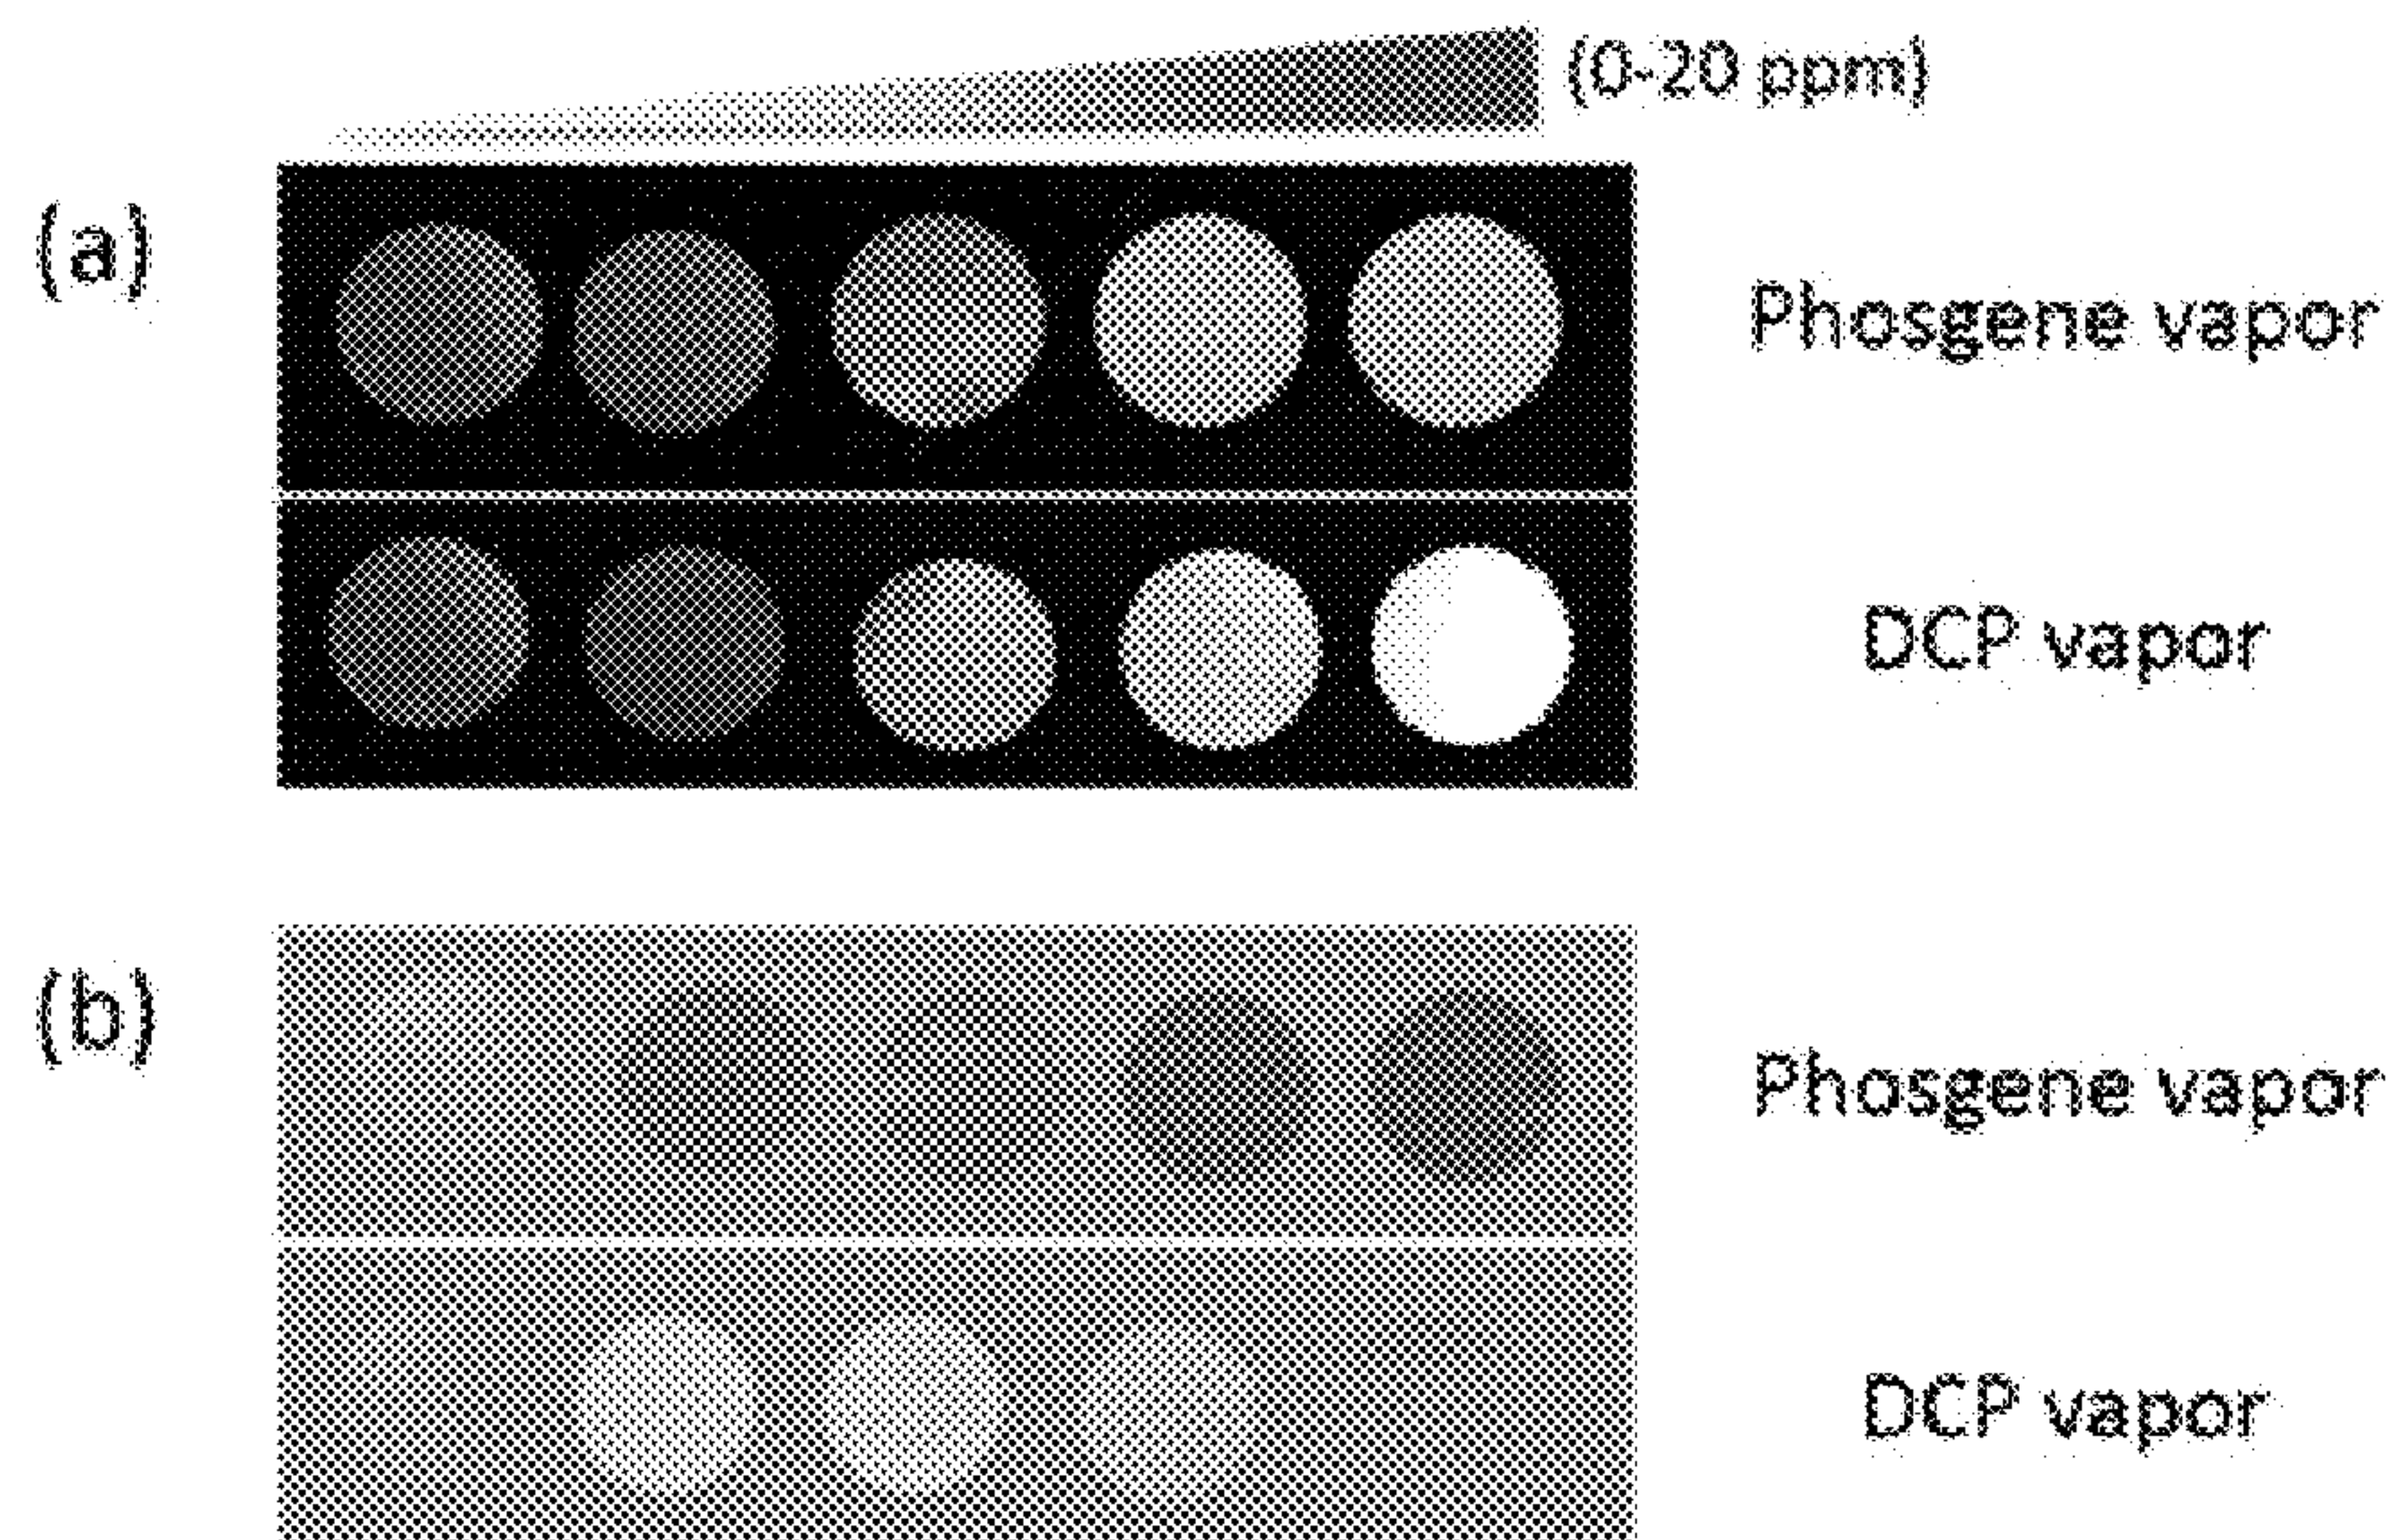 (0-20 ppm)
(a)
Phosgene vapor
DCP vapor
(b)
Phosgene vapor
DCP vapor